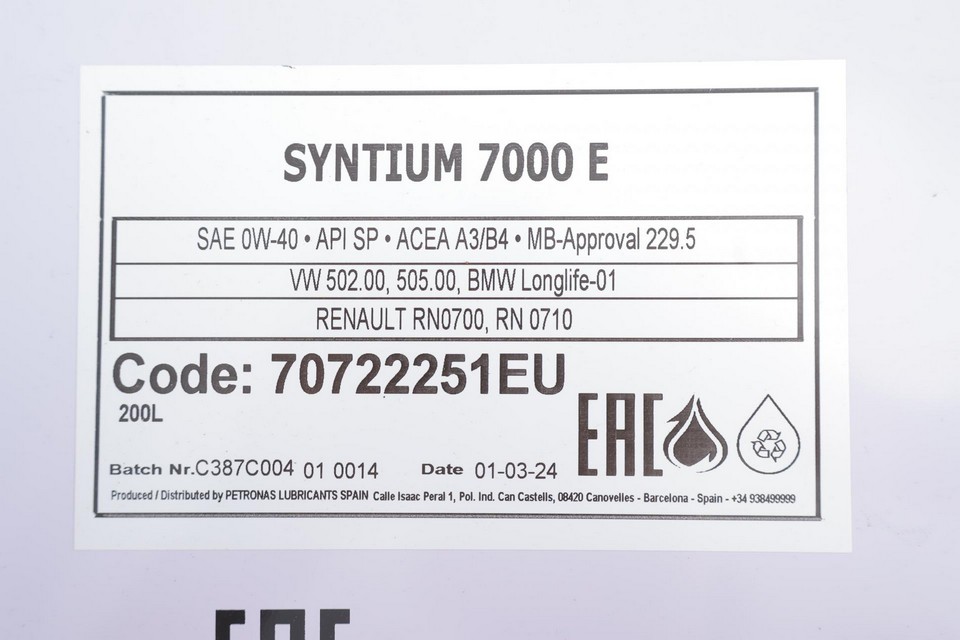 SYNTIUM 7000 E
SAE 0W-40 • API SP • ACEA A3/B4 • MB-Approval 229.5
VW 502.00, 505.00, BMW Longlife-01
RENAULT RN0700, RN 0710
Code: 70722251EU
200L
EAC
Batch Nr.C387C004 01 0014 Date 01-03-24
Produced / Distributed by PETRONAS LUBRICANTS SPAIN Calle Isaac Peral 1, Pol. Ind. Can Castells, 08420 Canovelles - Barcelona - Spain - +34 938499999
EAC